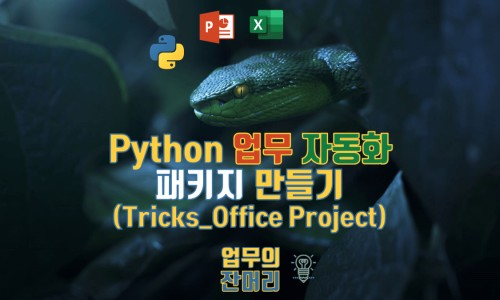 Python 업무 자동화
패키지 만들기
(Tricks_Office Project)
업무의
잔머리